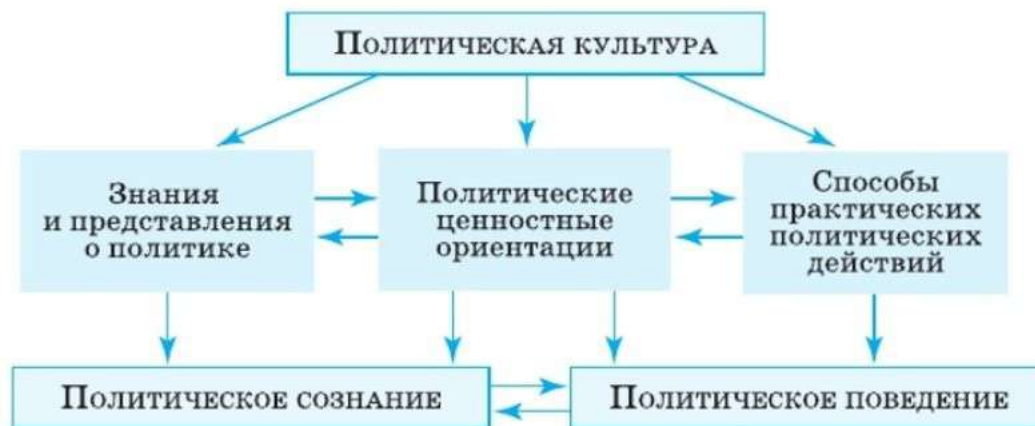 Политическая культура
Знания
и представления
о политике
Политические
ценностные
ориентации
Способы
практических
политических
действий
Политическое сознание
Политическое поведение